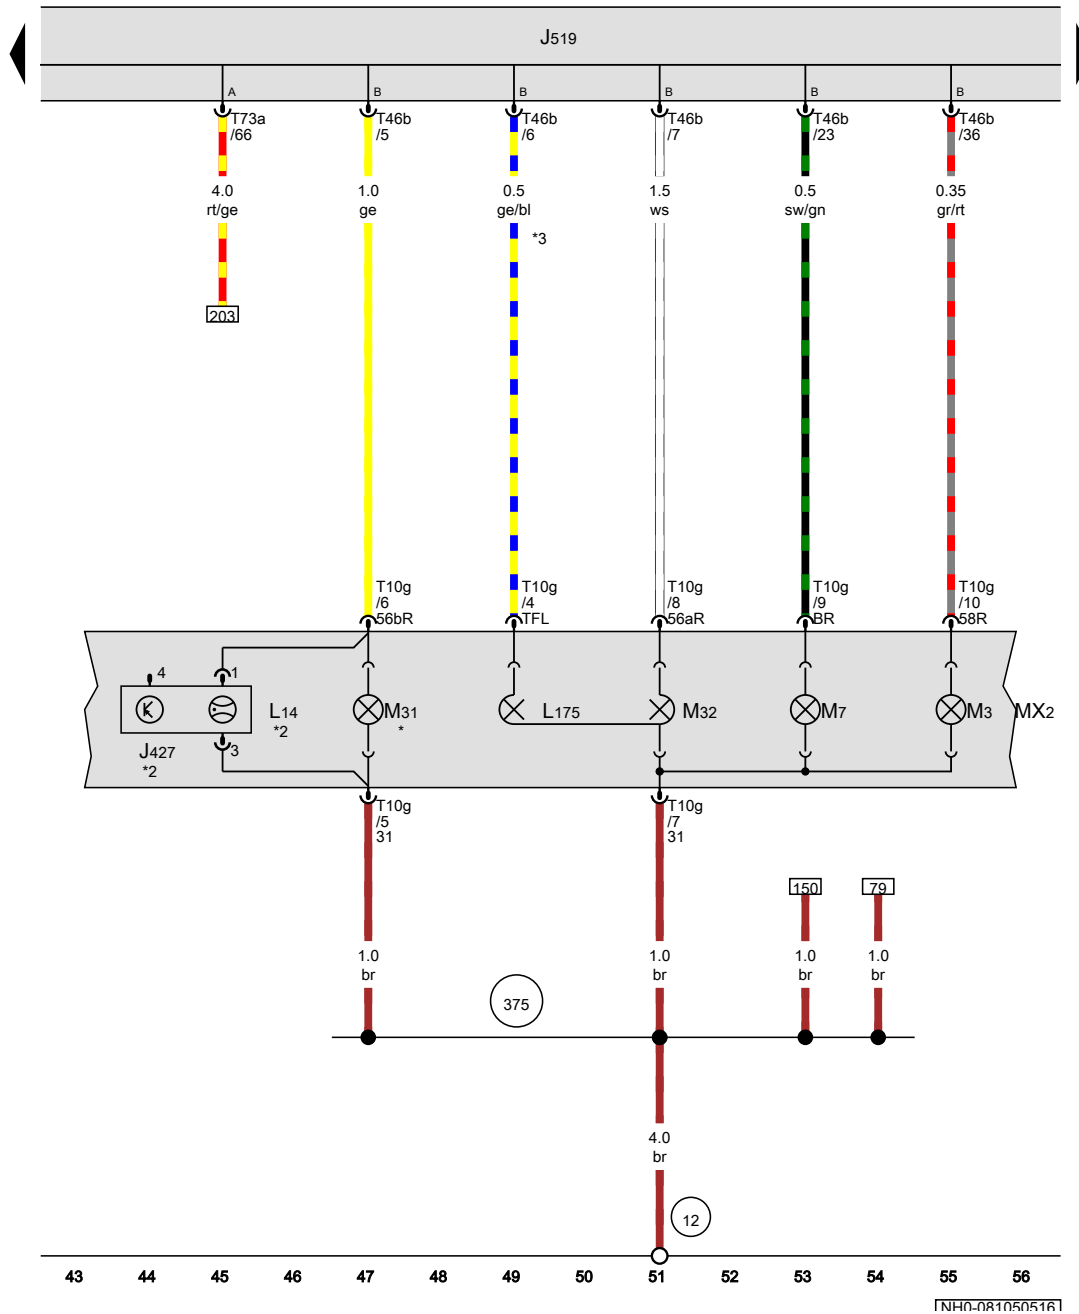 J519
A B B B B B
T73a T46b T46b T46b T46b T46b
/66 /5 /6 /7 /23 /36
4.0 1.0 0.5 1.5 0.5 0.35
rt/ge ge ge/bl ws sw/gn gr/rt
*3
203
T10g T10g T10g T10g T10g
/6 /4 /8 /9 /10
56bR TFL 56aR BR 58R
4 1
L14 M31 L175 M32 M7 M3 MX2
*2 *
J427 3
*2
T10g T10g
/5 /7
31 31
150 79
1.0 1.0 1.0 1.0
br br br br
375
4.0
br
12
43 44 45 46 47 48 49 50 51 52 53 54 55 56
NH0-081050516